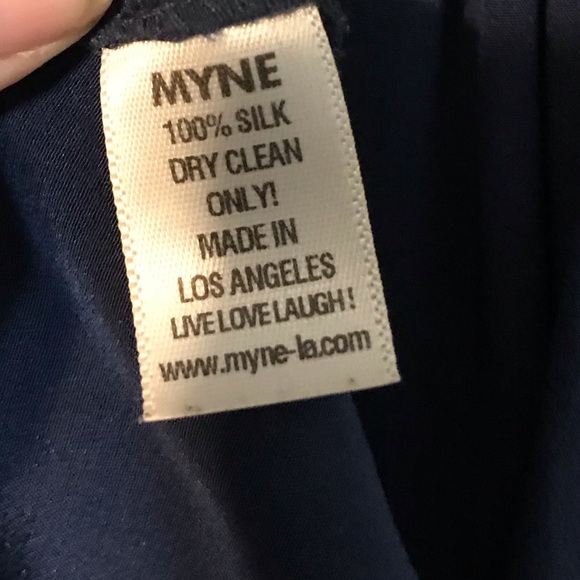 MYNE
100% SILK
DRY CLEAN
ONLY!
MADE IN
LOS ANGELES
LIVE LOVE LAUGH!
www.myne-la.com